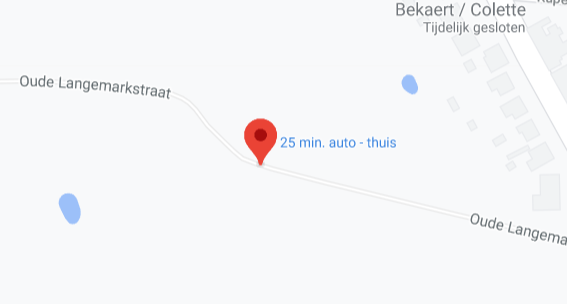 Bekaert / Colette
Tijdelijk gesloten
Oude Langemarkstraat
25 min. auto - thuis
Oude Langema